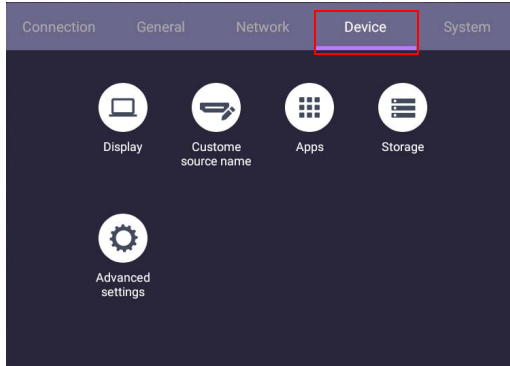 Connection General Network Device System
Display Custome source name Apps Storage
Advanced settings